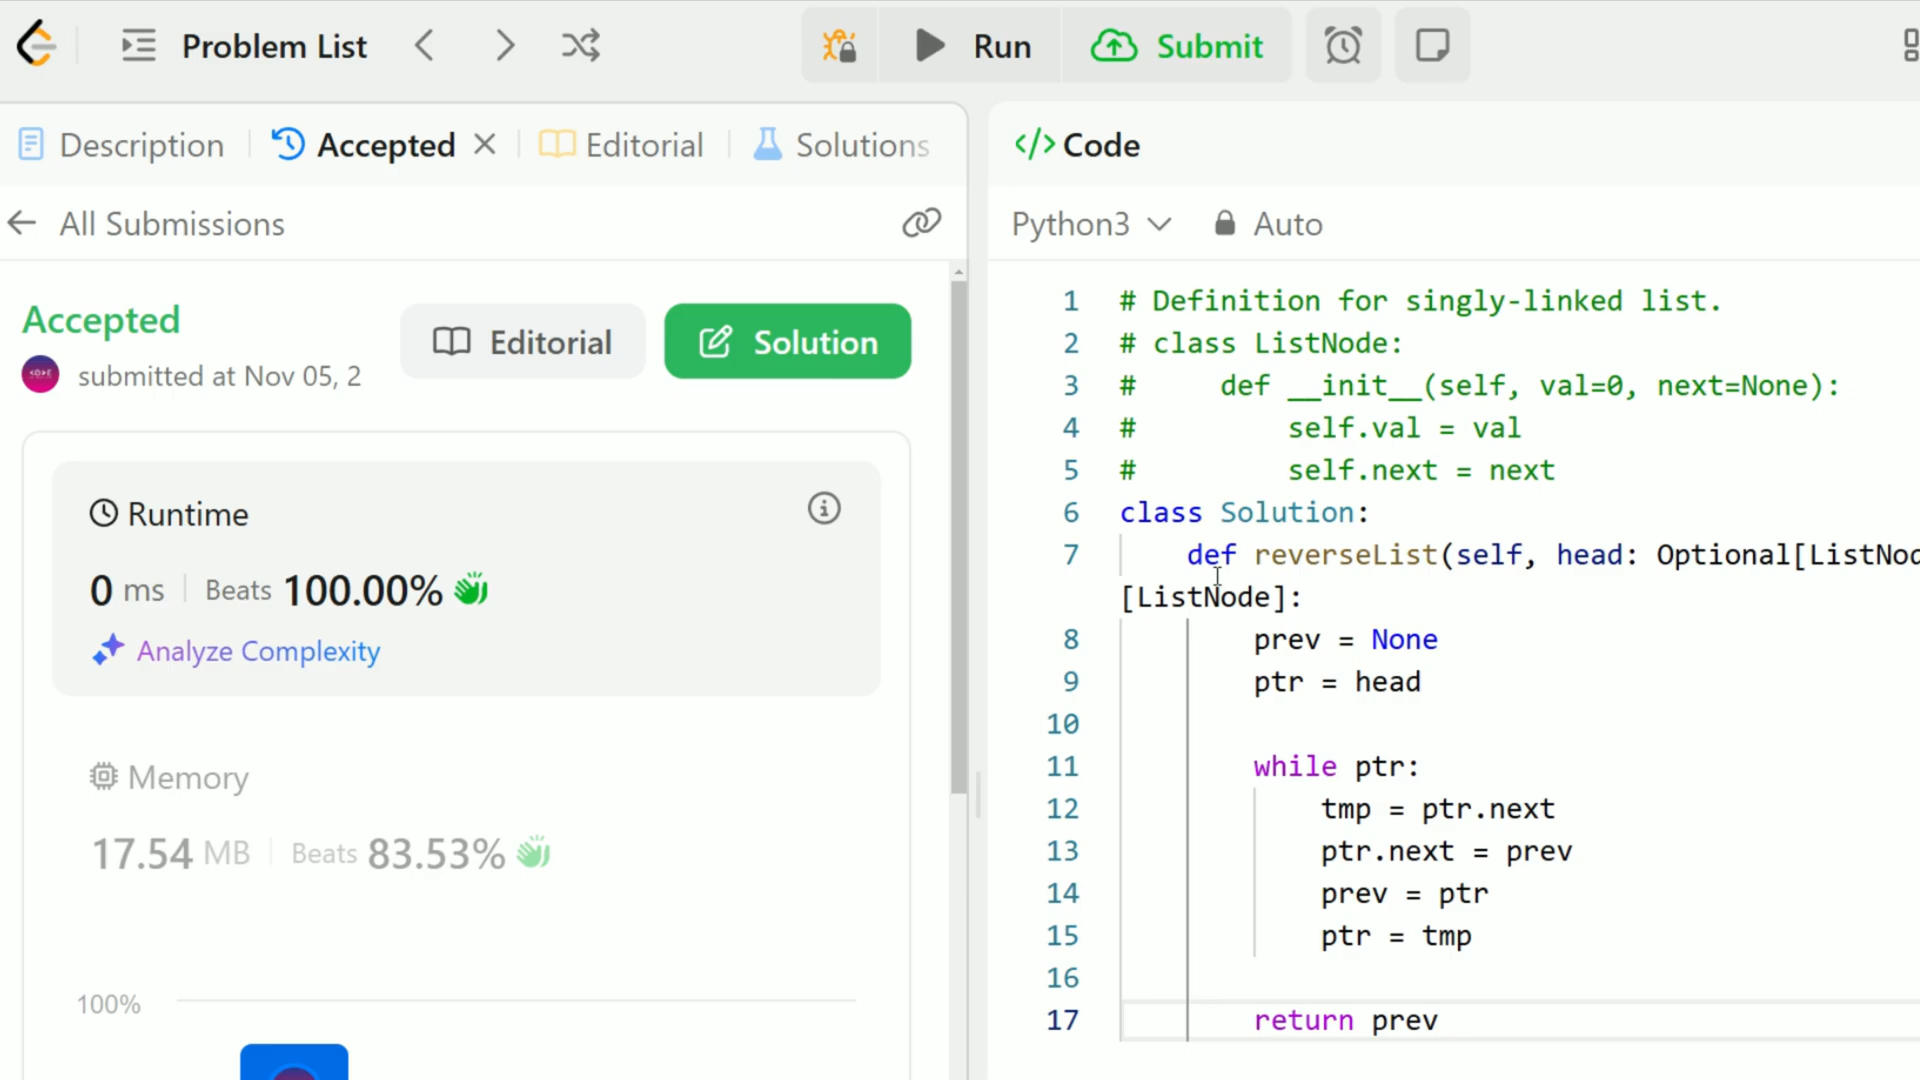 Problem List
Run
Submit
Description
Accepted
Editorial
Solutions
</> Code
All Submissions
Python3
Auto
Accepted
submitted at Nov 05, 2
Editorial
Solution
Runtime
0 ms
Beats 100.00%
Analyze Complexity
Memory
17.54 MB
Beats 83.53%
100%
1 # Definition for singly-linked list.
2 # class ListNode:
3 #     def __init__(self, val=0, next=None):
4 #         self.val = val
5 #         self.next = next
6 class Solution:
7     def reverseList(self, head: Optional[ListNod
[ListNode]:
8         prev = None
9         ptr = head
10
11         while ptr:
12             tmp = ptr.next
13             ptr.next = prev
14             prev = ptr
15             ptr = tmp
16
17         return prev